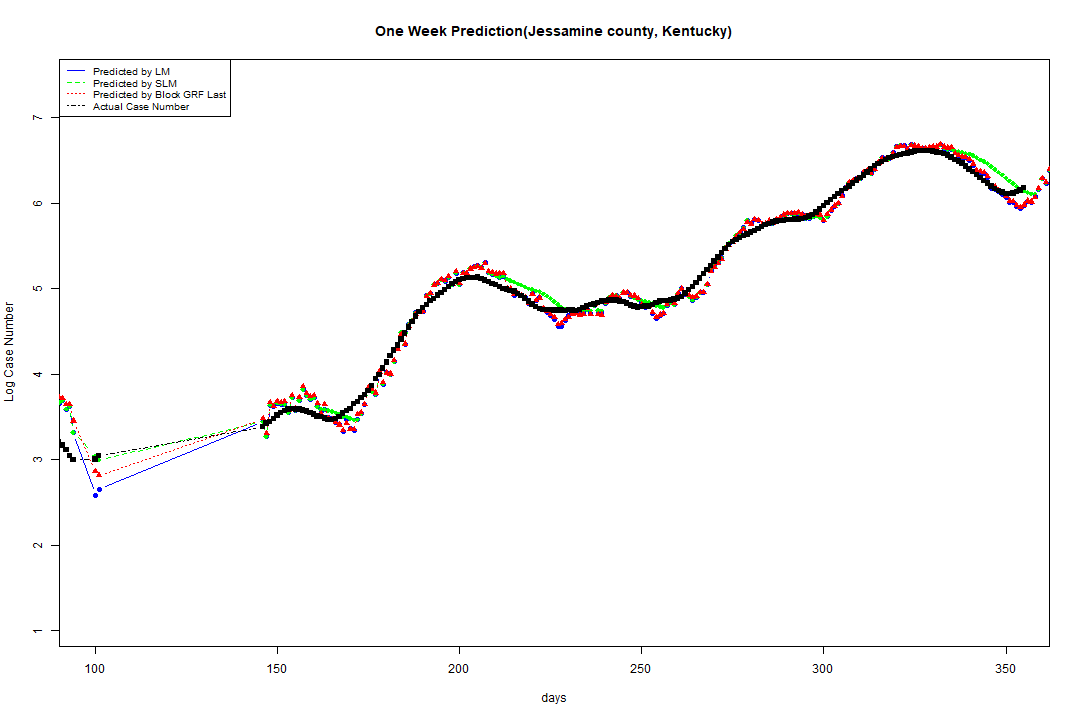 One Week Prediction(Jessamine county, Kentucky)
Predicted by LM
Predicted by SLM
Predicted by Block GRF Last
Actual Case Number
7
6
5
4
3
2
1
Log Case Number
100 150 200 250 300 350
days